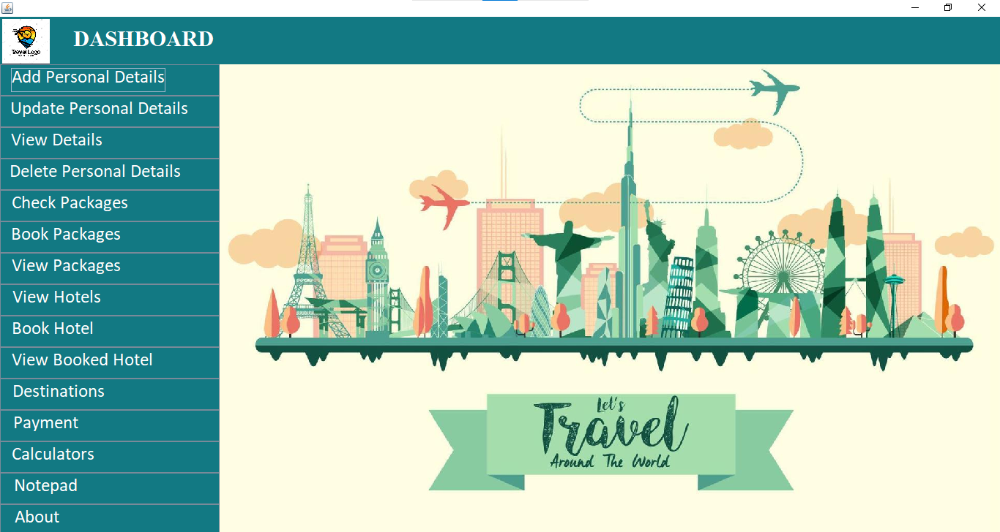 Travel Logo
DASHBOARD
Add Personal Details
Update Personal Details
View Details
Delete Personal Details
Check Packages
Book Packages
View Packages
View Hotels
Book Hotel
View Booked Hotel
Destinations
Payment
Calculators
Notepad
About
Let's
Travel
Around The World